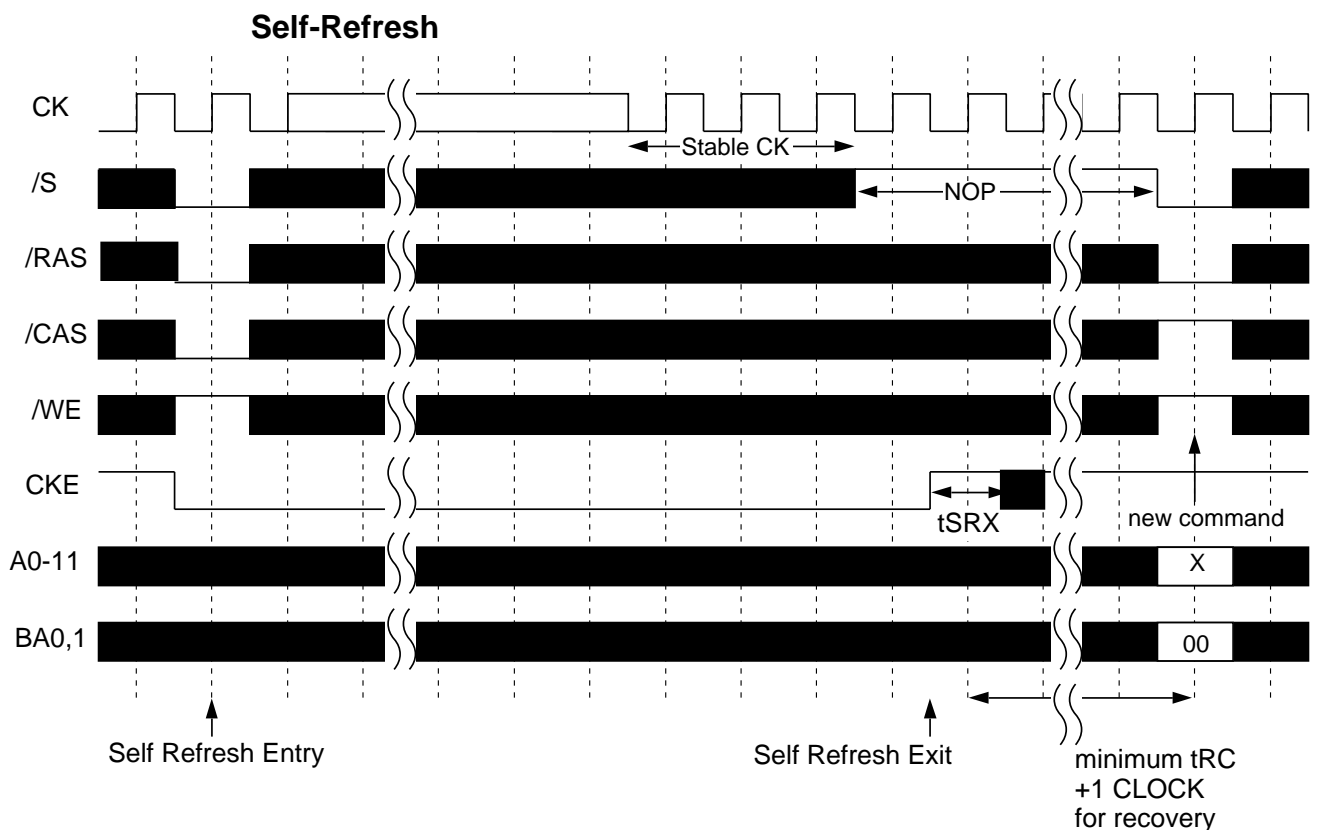 Self-Refresh
CK
Stable CK
/S
NOP
/RAS
/CAS
/WE
CKE
tSRX
new command
A0-11
X
BA0,1
00
Self Refresh Entry
Self Refresh Exit
minimum tRC
+1 CLOCK
for recovery